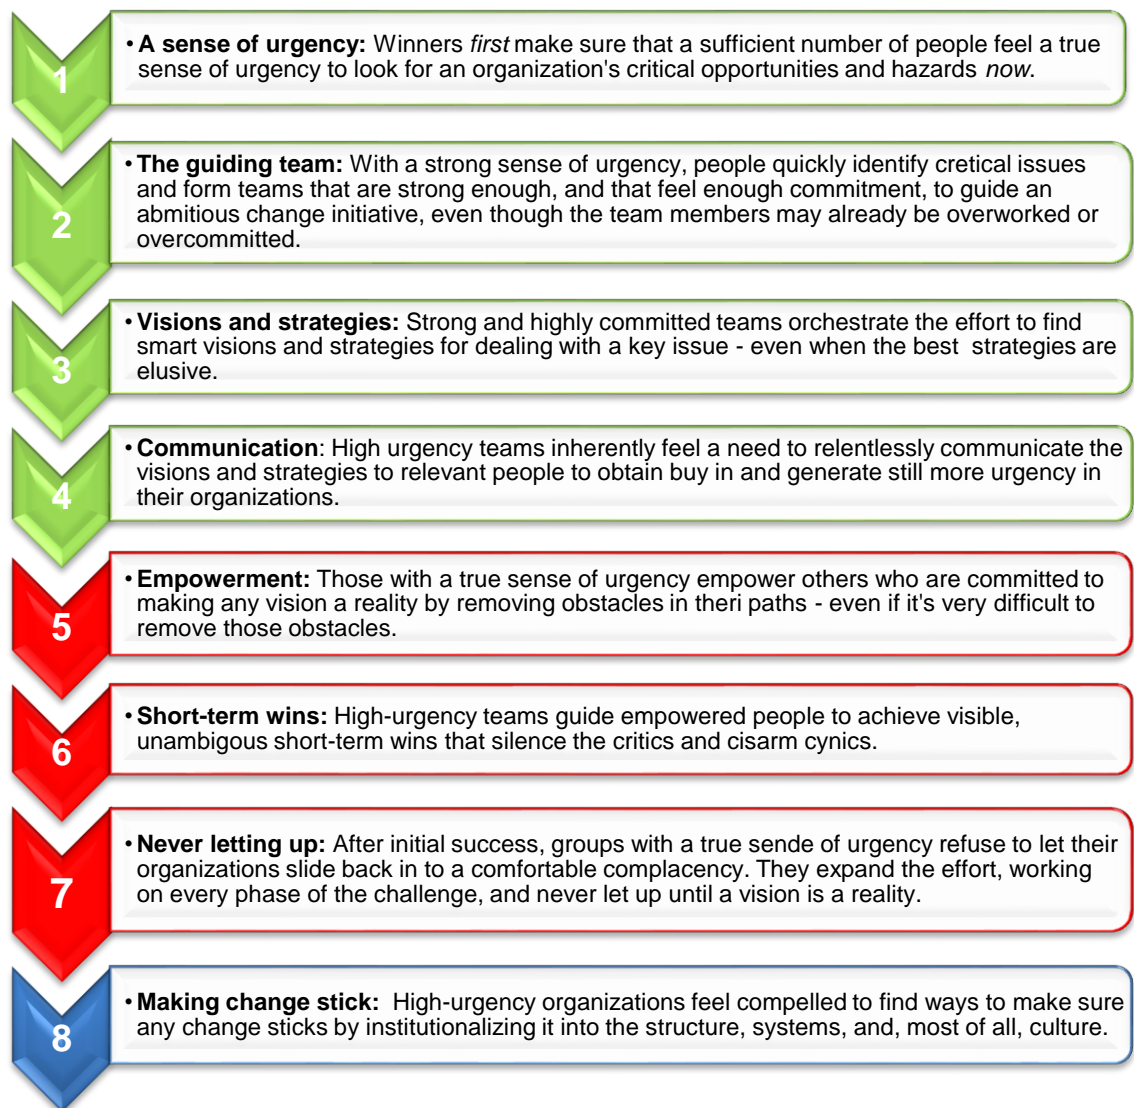 1
• A sense of urgency: Winners first make sure that a sufficient number of people feel a true
sense of urgency to look for an organization's critical opportunities and hazards now.
2
• The guiding team: With a strong sense of urgency, people quickly identify cretical issues
and form teams that are strong enough, and that feel enough commitment, to guide an
abmitious change initiative, even though the team members may already be overworked or
overcommitted.
3
• Visions and strategies: Strong and highly committed teams orchestrate the effort to find
smart visions and strategies for dealing with a key issue - even when the best  strategies are
elusive.
4
• Communication: High urgency teams inherently feel a need to relentlessly communicate the
visions and strategies to relevant people to obtain buy in and generate still more urgency in
their organizations.
5
• Empowerment: Those with a true sense of urgency empower others who are committed to
making any vision a reality by removing obstacles in theri paths - even if it's very difficult to
remove those obstacles.
6
• Short-term wins: High-urgency teams guide empowered people to achieve visible,
unambigous short-term wins that silence the critics and cisarm cynics.
7
• Never letting up: After initial success, groups with a true sende of urgency refuse to let their
organizations slide back in to a comfortable complacency. They expand the effort, working
on every phase of the challenge, and never let up until a vision is a reality.
8
• Making change stick:  High-urgency organizations feel compelled to find ways to make sure
any change sticks by institutionalizing it into the structure, systems, and, most of all, culture.